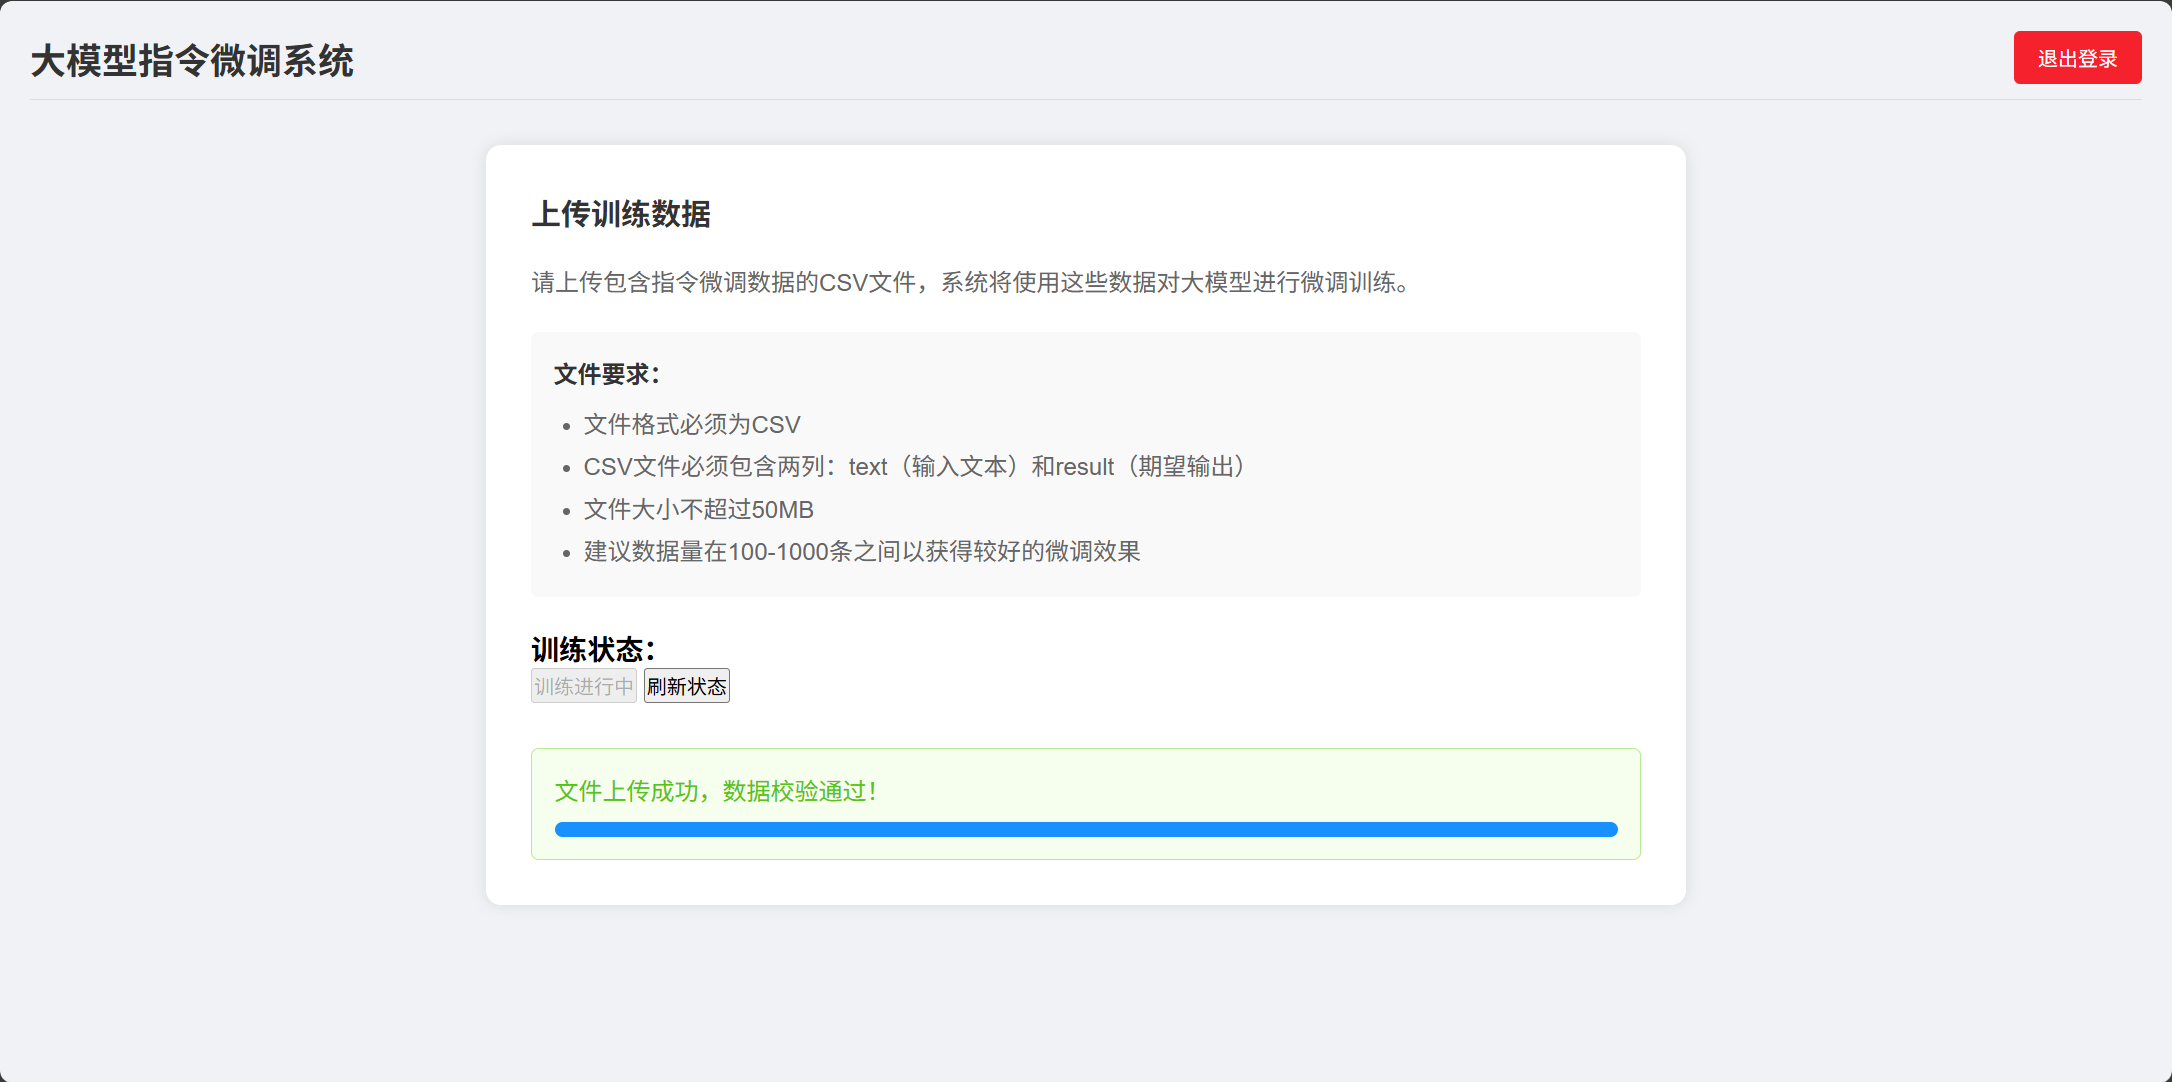 大模型指令微调系统
退出登录
上传训练数据
请上传包含指令微调数据的CSV文件，系统将使用这些数据对大模型进行微调训练。
文件要求：
文件格式必须为CSV
CSV文件必须包含两列：text（输入文本）和result（期望输出）
文件大小不超过50MB
建议数据量在100-1000条之间以获得较好的微调效果
训练状态：
训练进行中 刷新状态
文件上传成功，数据校验通过！